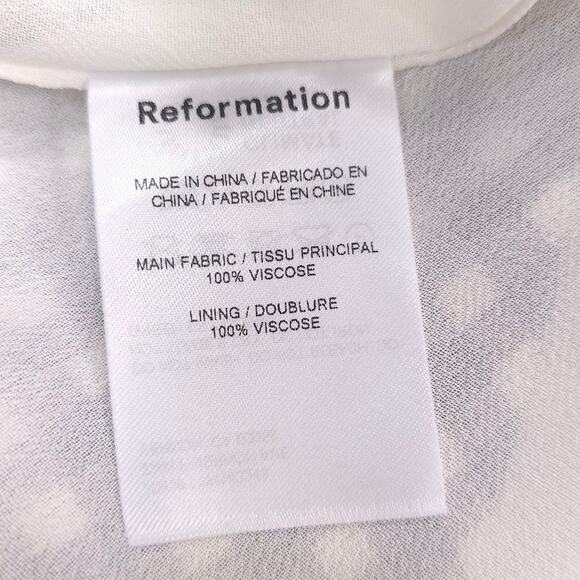 Reformation
MADE IN CHINA / FABRICADO EN
CHINA / FABRIQUÉ EN CHINE
MAIN FABRIC / TISSU PRINCIPAL
100% VISCOSE
LINING / DOUBLURE
100% VISCOSE